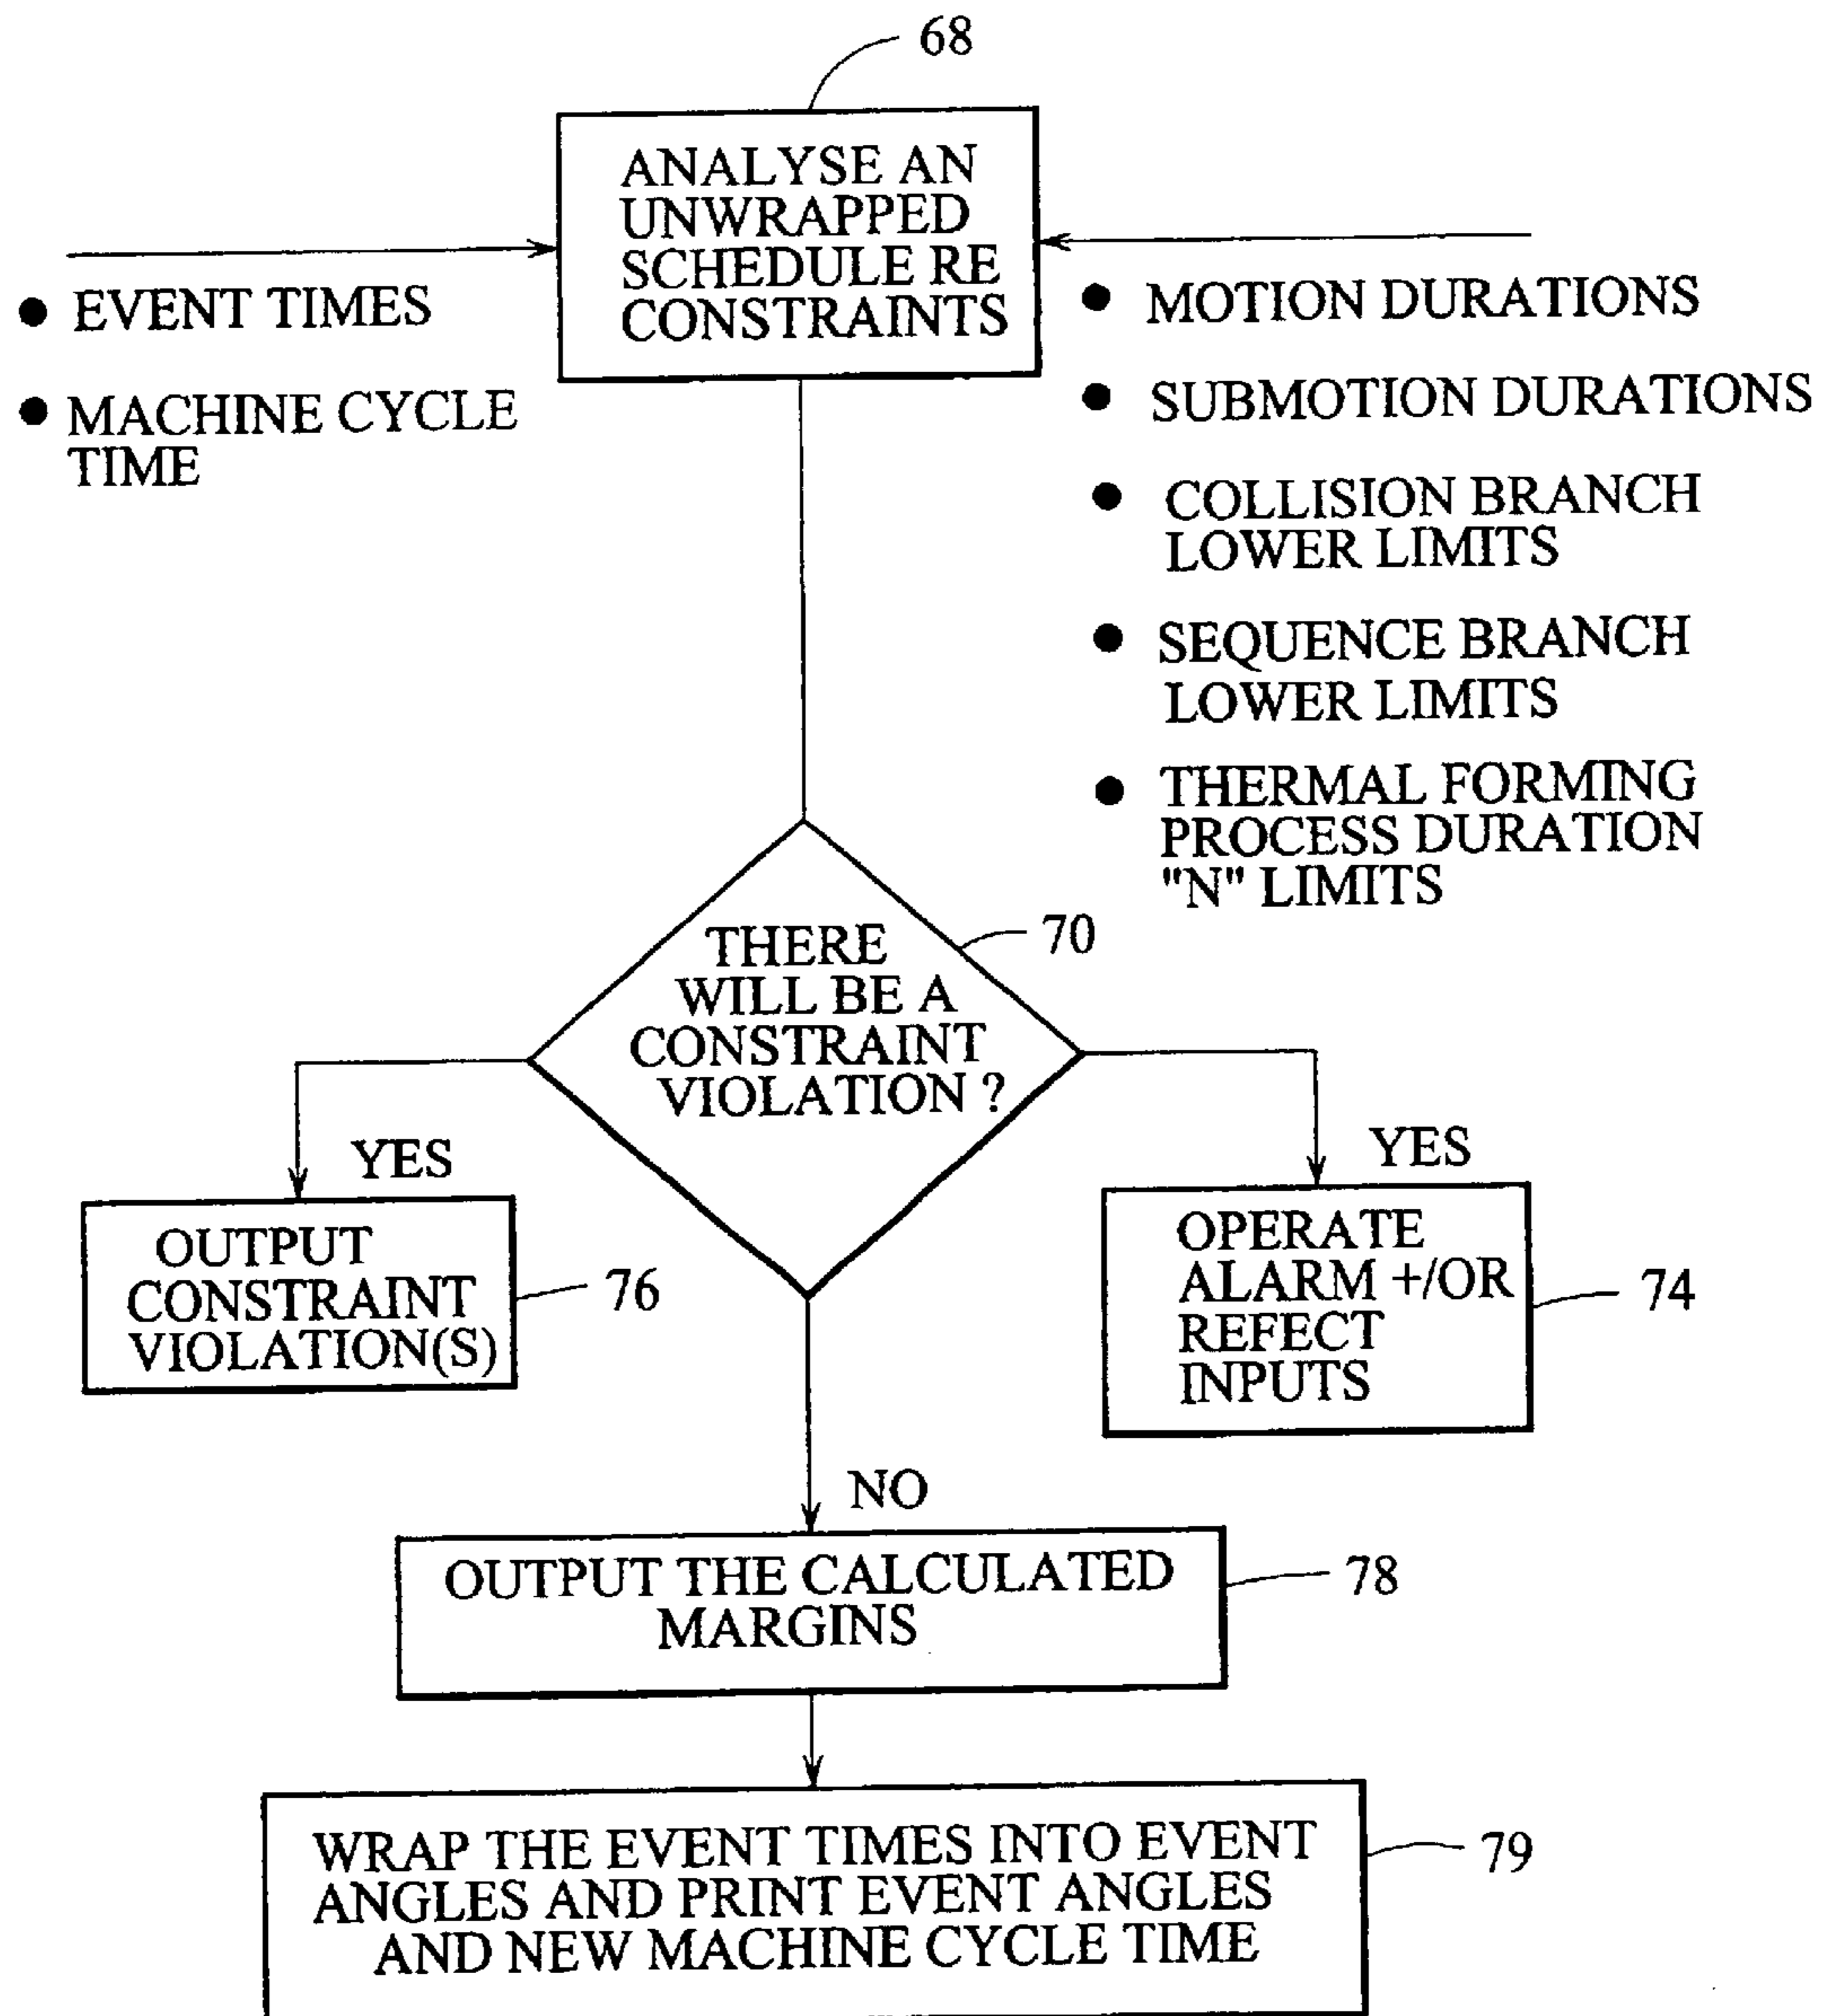 68
ANALYSE AN
UNWRAPPED
SCHEDULE RE
CONSTRAINTS
● EVENT TIMES
● MACHINE CYCLE
TIME
● MOTION DURATIONS
● SUBMOTION DURATIONS
● COLLISION BRANCH
LOWER LIMITS
● SEQUENCE BRANCH
LOWER LIMITS
● THERMAL FORMING
PROCESS DURATION
"N" LIMITS
70
THERE
WILL BE A
CONSTRAINT
VIOLATION ?
YES
YES
OUTPUT
CONSTRAINT
VIOLATION(S)
76
OPERATE
ALARM +/OR
REFECT
INPUTS
74
NO
OUTPUT THE CALCULATED
MARGINS
78
WRAP THE EVENT TIMES INTO EVENT
ANGLES AND PRINT EVENT ANGLES
AND NEW MACHINE CYCLE TIME
79